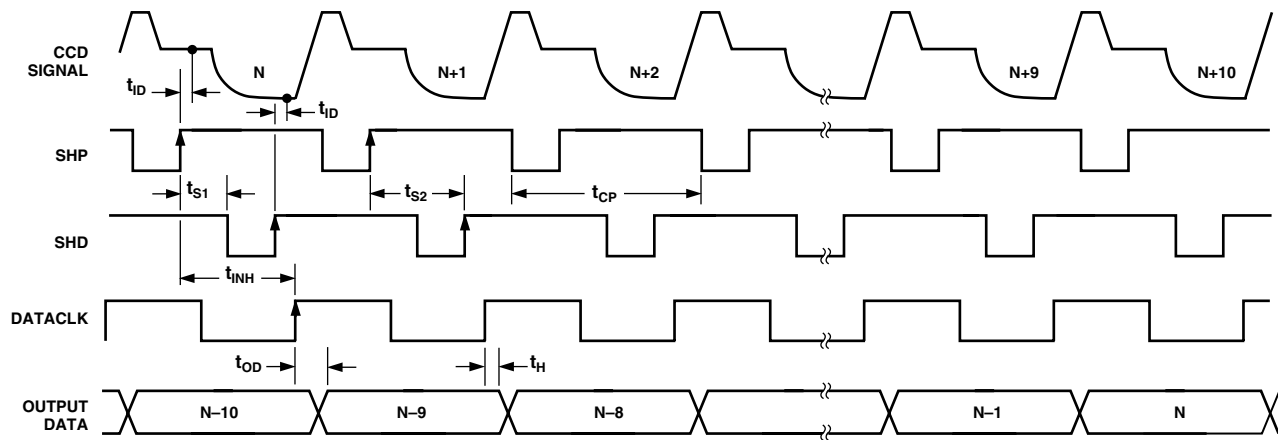 CCD
SIGNAL
N
N+1
N+2
N+9
N+10
tID
tID
SHP
tS1
tS2
tCP
SHD
tINH
DATACLK
tOD
tH
OUTPUT
DATA
N–10
N–9
N–8
N–1
N